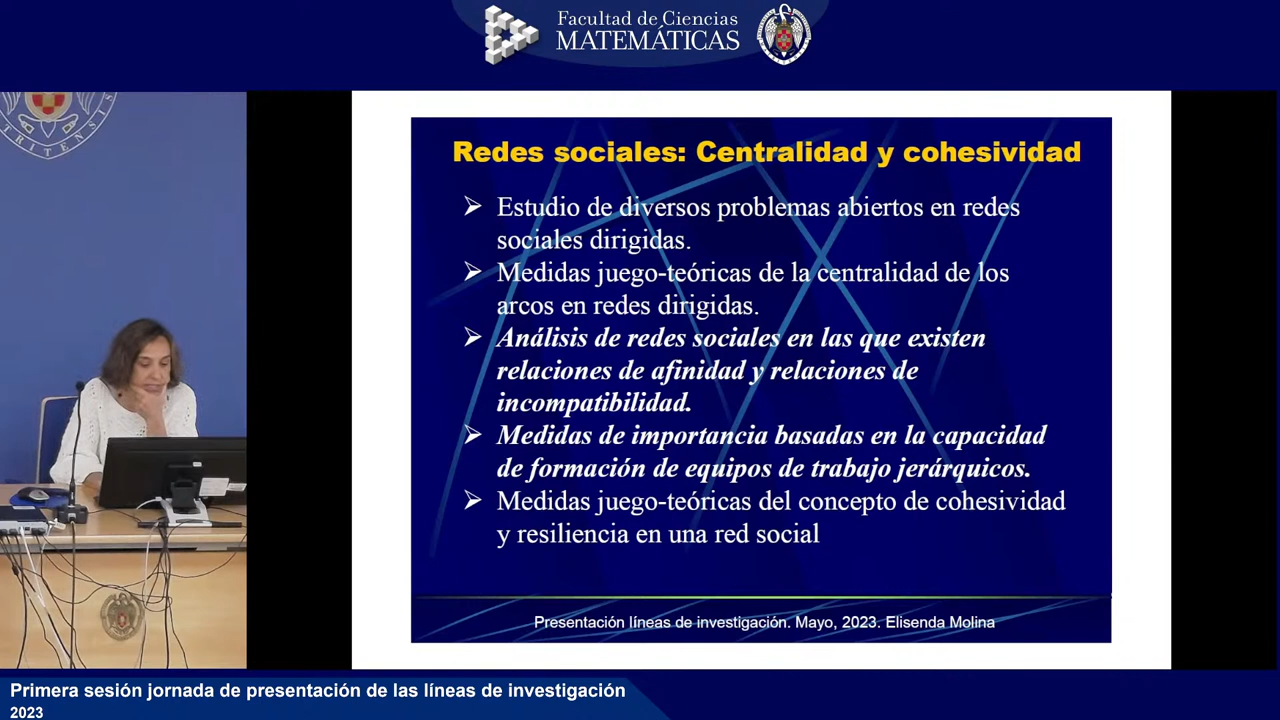 Facultad de Ciencias
MATEMÁTICAS
TRITENSIS
Redes sociales: Centralidad y cohesividad
Estudio de diversos problemas abiertos en redes
sociales dirigidas.
Medidas juego-teóricas de la centralidad de los
arcos en redes dirigidas.
Análisis de redes sociales en las que existen
relaciones de afinidad y relaciones de
incompatibilidad.
Medidas de importancia basadas en la capacidad
de formación de equipos de trabajo jerárquicos.
Medidas juego-teóricas del concepto de cohesividad
y resiliencia en una red social
Presentación líneas de investigación. Mayo, 2023. Elisenda Molina
Primera sesión jornada de presentación de las líneas de investigación
2023